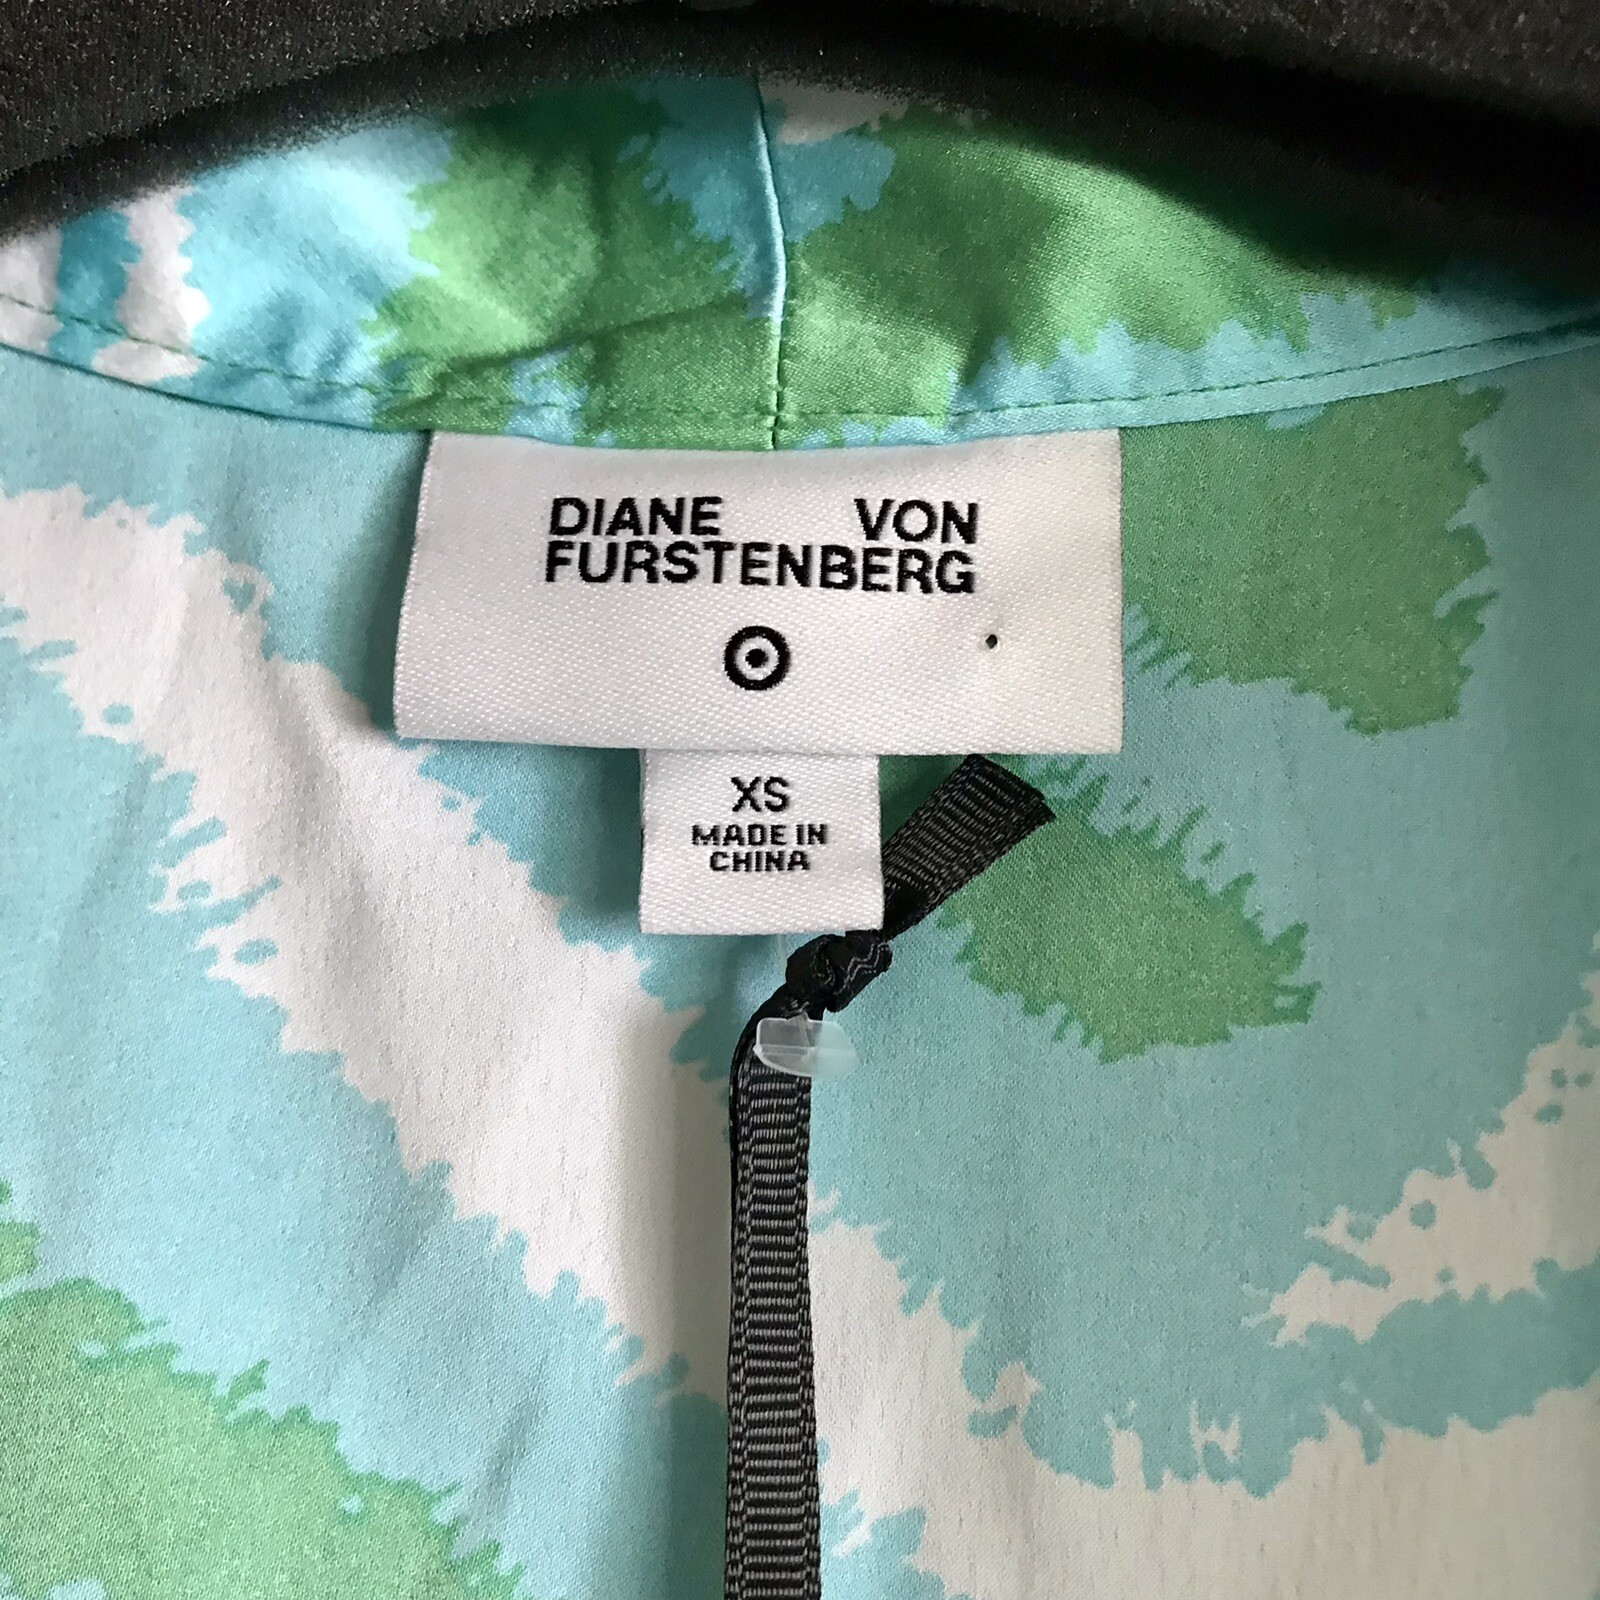 DIANE VON
FURSTENBERG
XS
MADE IN
CHINA